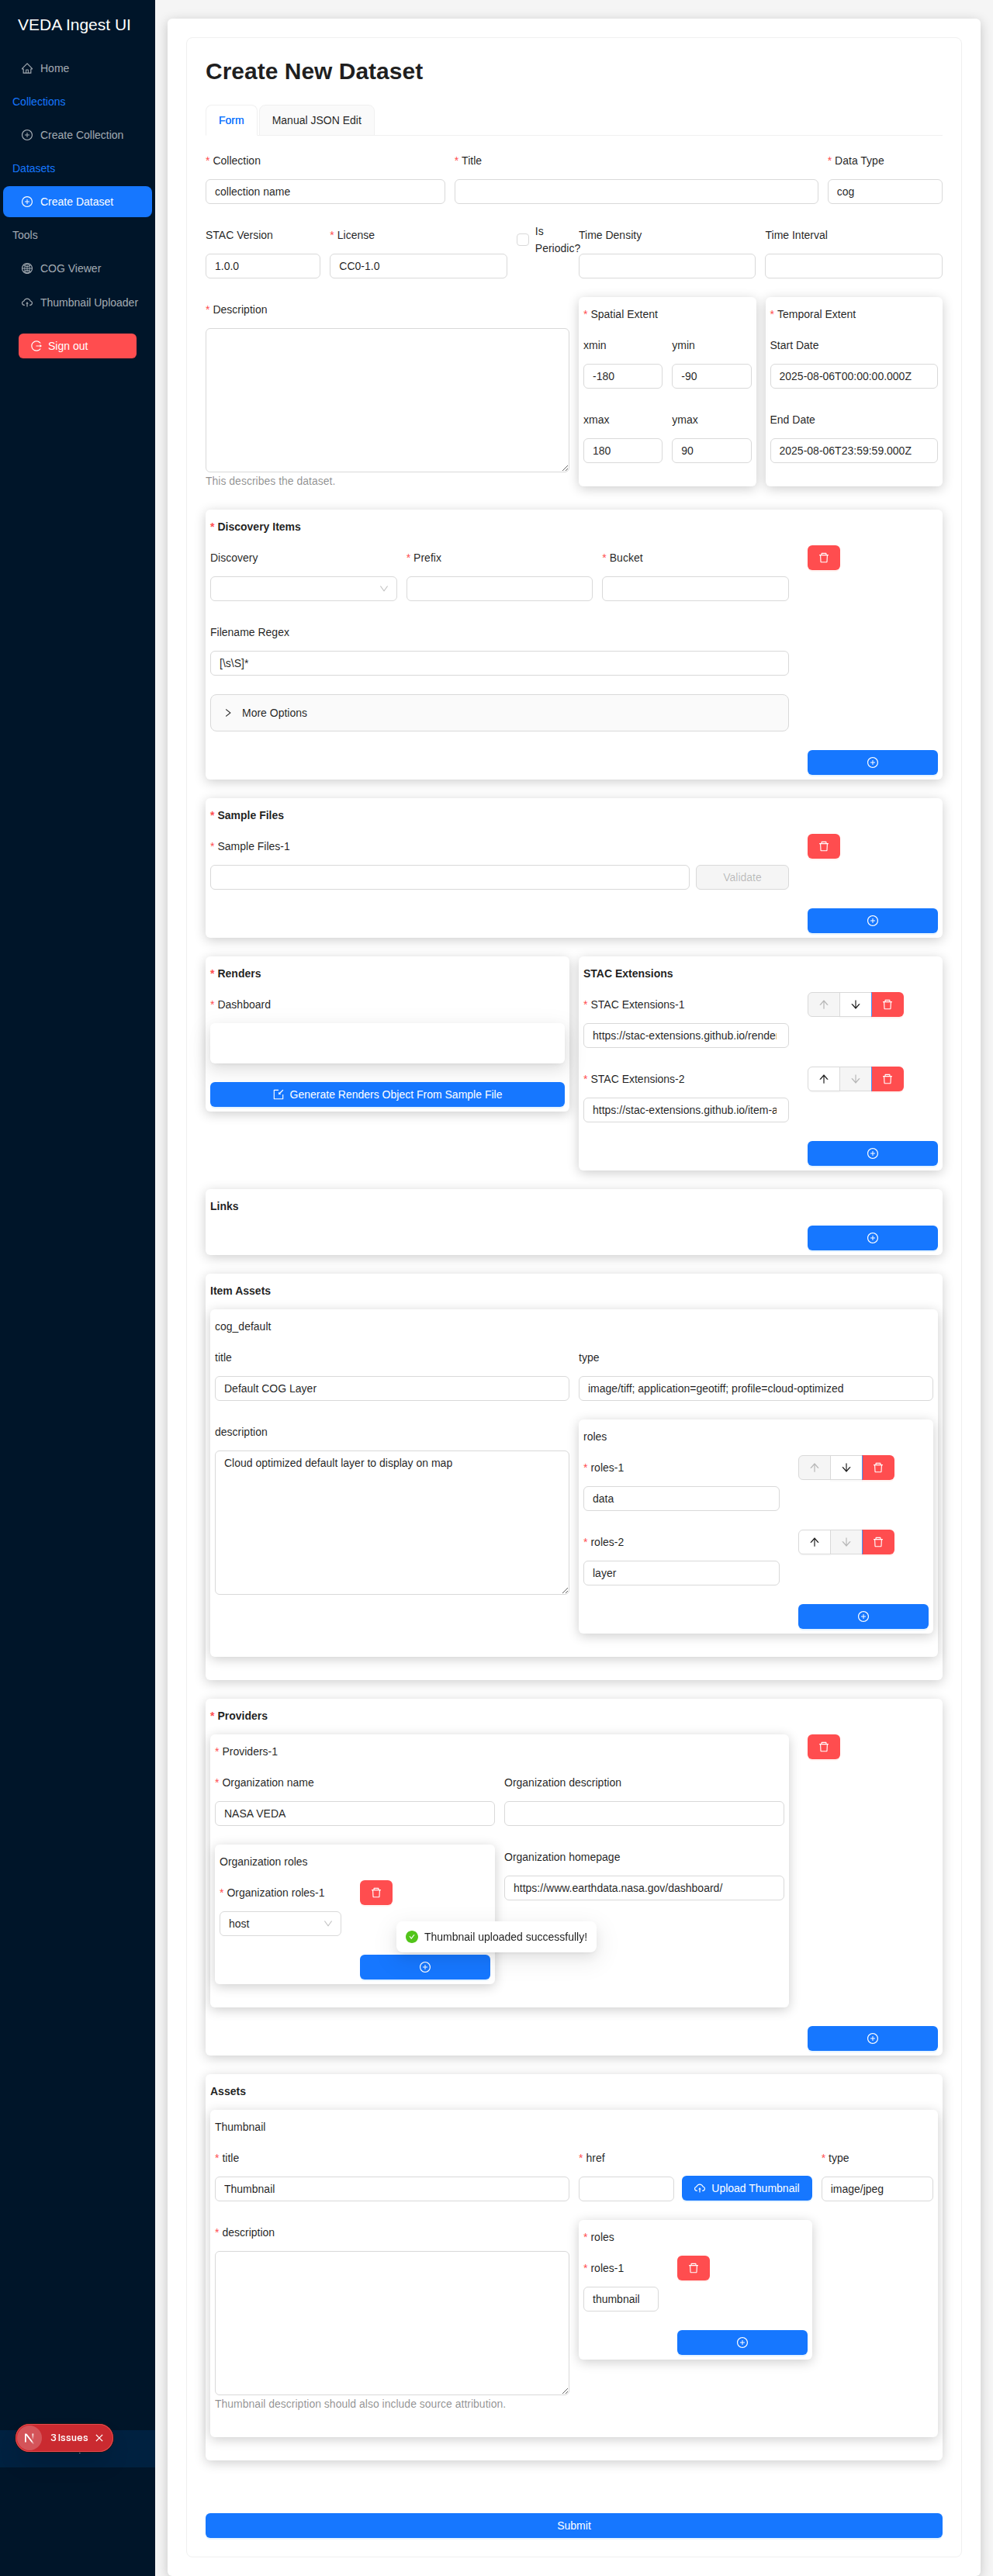 VEDA Ingest UI
Home
Collections
Create Collection
Datasets
Create Dataset
Tools
COG Viewer
Thumbnail Uploader
Sign out
Create New Dataset
Form
Manual JSON Edit
* Collection
* Title
* Data Type
collection name
cog
STAC Version
* License
Is Periodic?
Time Density
Time Interval
1.0.0
CC0-1.0
* Description
This describes the dataset.
* Spatial Extent
xmin
ymin
-180
-90
xmax
ymax
180
90
* Temporal Extent
Start Date
2025-08-06T00:00:00.000Z
End Date
2025-08-06T23:59:59.000Z
* Discovery Items
Discovery
* Prefix
* Bucket
Filename Regex
[\s\S]*
More Options
* Sample Files
* Sample Files-1
Validate
* Renders
* Dashboard
Generate Renders Object From Sample File
STAC Extensions
* STAC Extensions-1
https://stac-extensions.github.io/rende
* STAC Extensions-2
https://stac-extensions.github.io/item-a
Links
Item Assets
cog_default
title
type
Default COG Layer
image/tiff; application=geotiff; profile=cloud-optimized
description
Cloud optimized default layer to display on map
roles
* roles-1
data
* roles-2
layer
* Providers
* Providers-1
* Organization name
Organization description
NASA VEDA
Organization roles
* Organization roles-1
host
Organization homepage
https://www.earthdata.nasa.gov/dashboard/
Thumbnail uploaded successfully!
Assets
Thumbnail
* title
* href
* type
Thumbnail
Upload Thumbnail
image/jpeg
* description
Thumbnail description should also include source attribution.
* roles
* roles-1
thumbnail
N
3 Issues
Submit